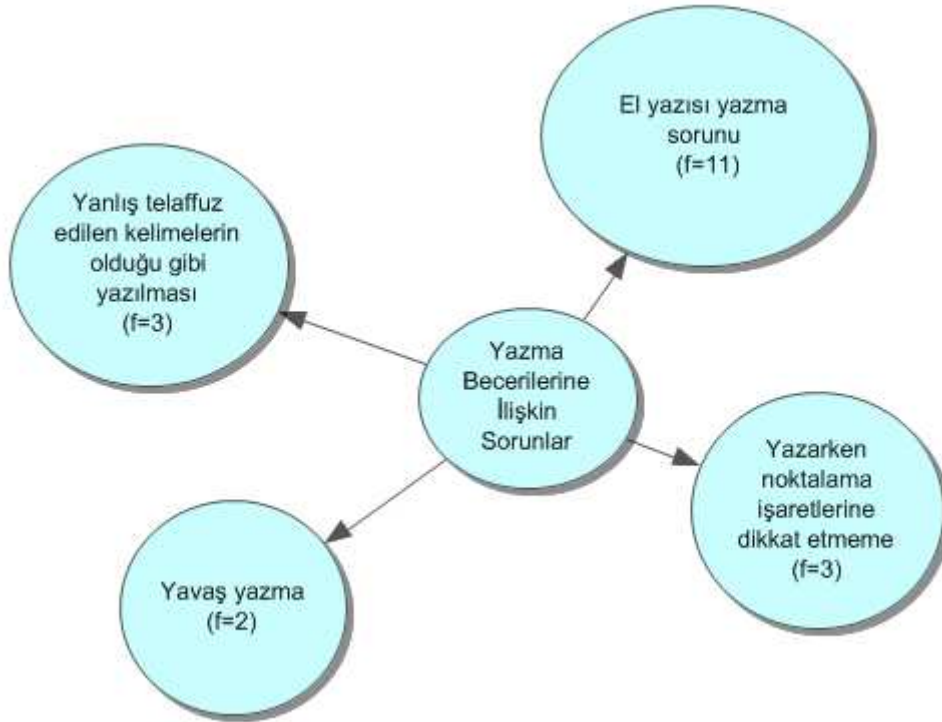 El yazısı yazma
sorunu
(f=11)
Yanlış telaffuz
edilen kelimelerin
olduğu gibi
yazılması
(f=3)
Yazma
Becerilerine
İlişkin
Sorunlar
Yazarken
noktalama
işaretlerine
dikkat etmeme
(f=3)
Yavaş yazma
(f=2)